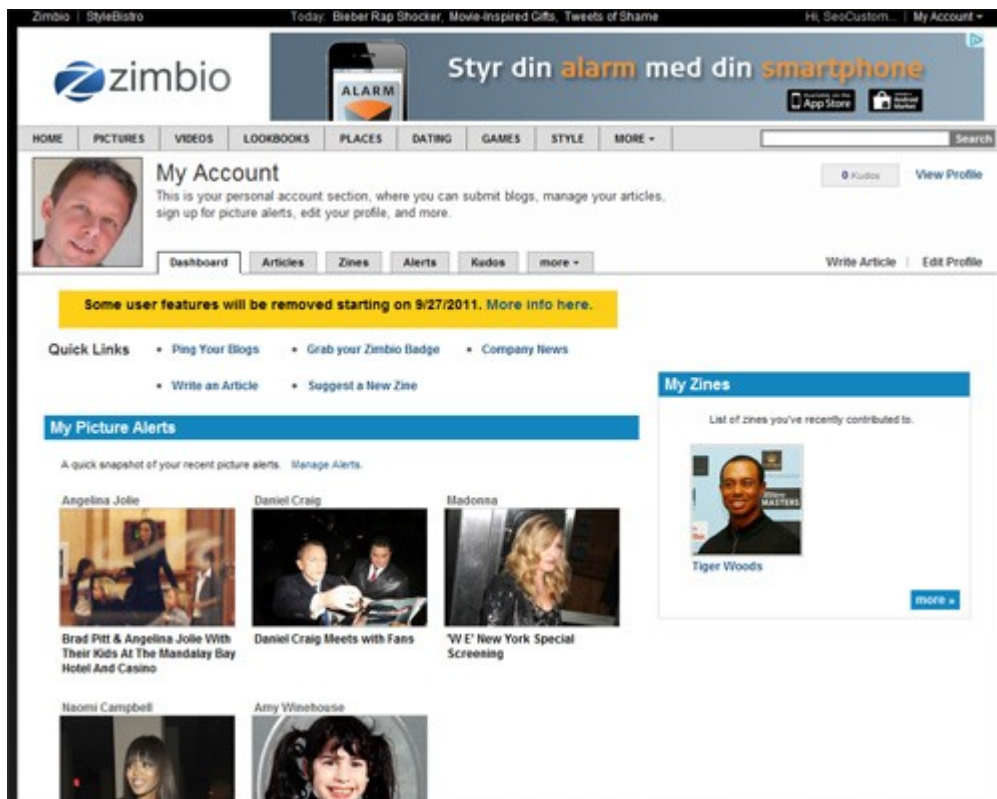 Zimbio | StyleBistro
Today: Bieber Rap Shocker, Movie-Inspired Gifts, Tweets of Shame
Hi, SeoCustom... | My Account
zimbio
ALARM
Styr din alarm med din smartphone
Available on the App Store
Android Market
HOME PICTURES VIDEOS LOOKBOOKS PLACES DATING GAMES STYLE MORE
Search
My Account
0 Kudos
View Profile
This is your personal account section, where you can submit blogs, manage your articles,
sign up for picture alerts, edit your profile, and more.
Dashboard Articles Zines Alerts Kudos more
Write Article | Edit Profile
Some user features will be removed starting on 9/27/2011. More info here.
Quick Links
• Ping Your Blogs • Grab your Zimbio Badge • Company News
• Write an Article • Suggest a New Zine
My Picture Alerts
A quick snapshot of your recent picture alerts. Manage Alerts.
Angelina Jolie
Daniel Craig
Madonna
Brad Pitt & Angelina Jolie With
Their Kids At The Mandalay Bay
Hotel And Casino
Daniel Craig Meets with Fans
'W E' New York Special
Screening
Naomi Campbell
Amy Winehouse
My Zines
List of zines you've recently contributed to.
MASTERS
Tiger Woods
more »